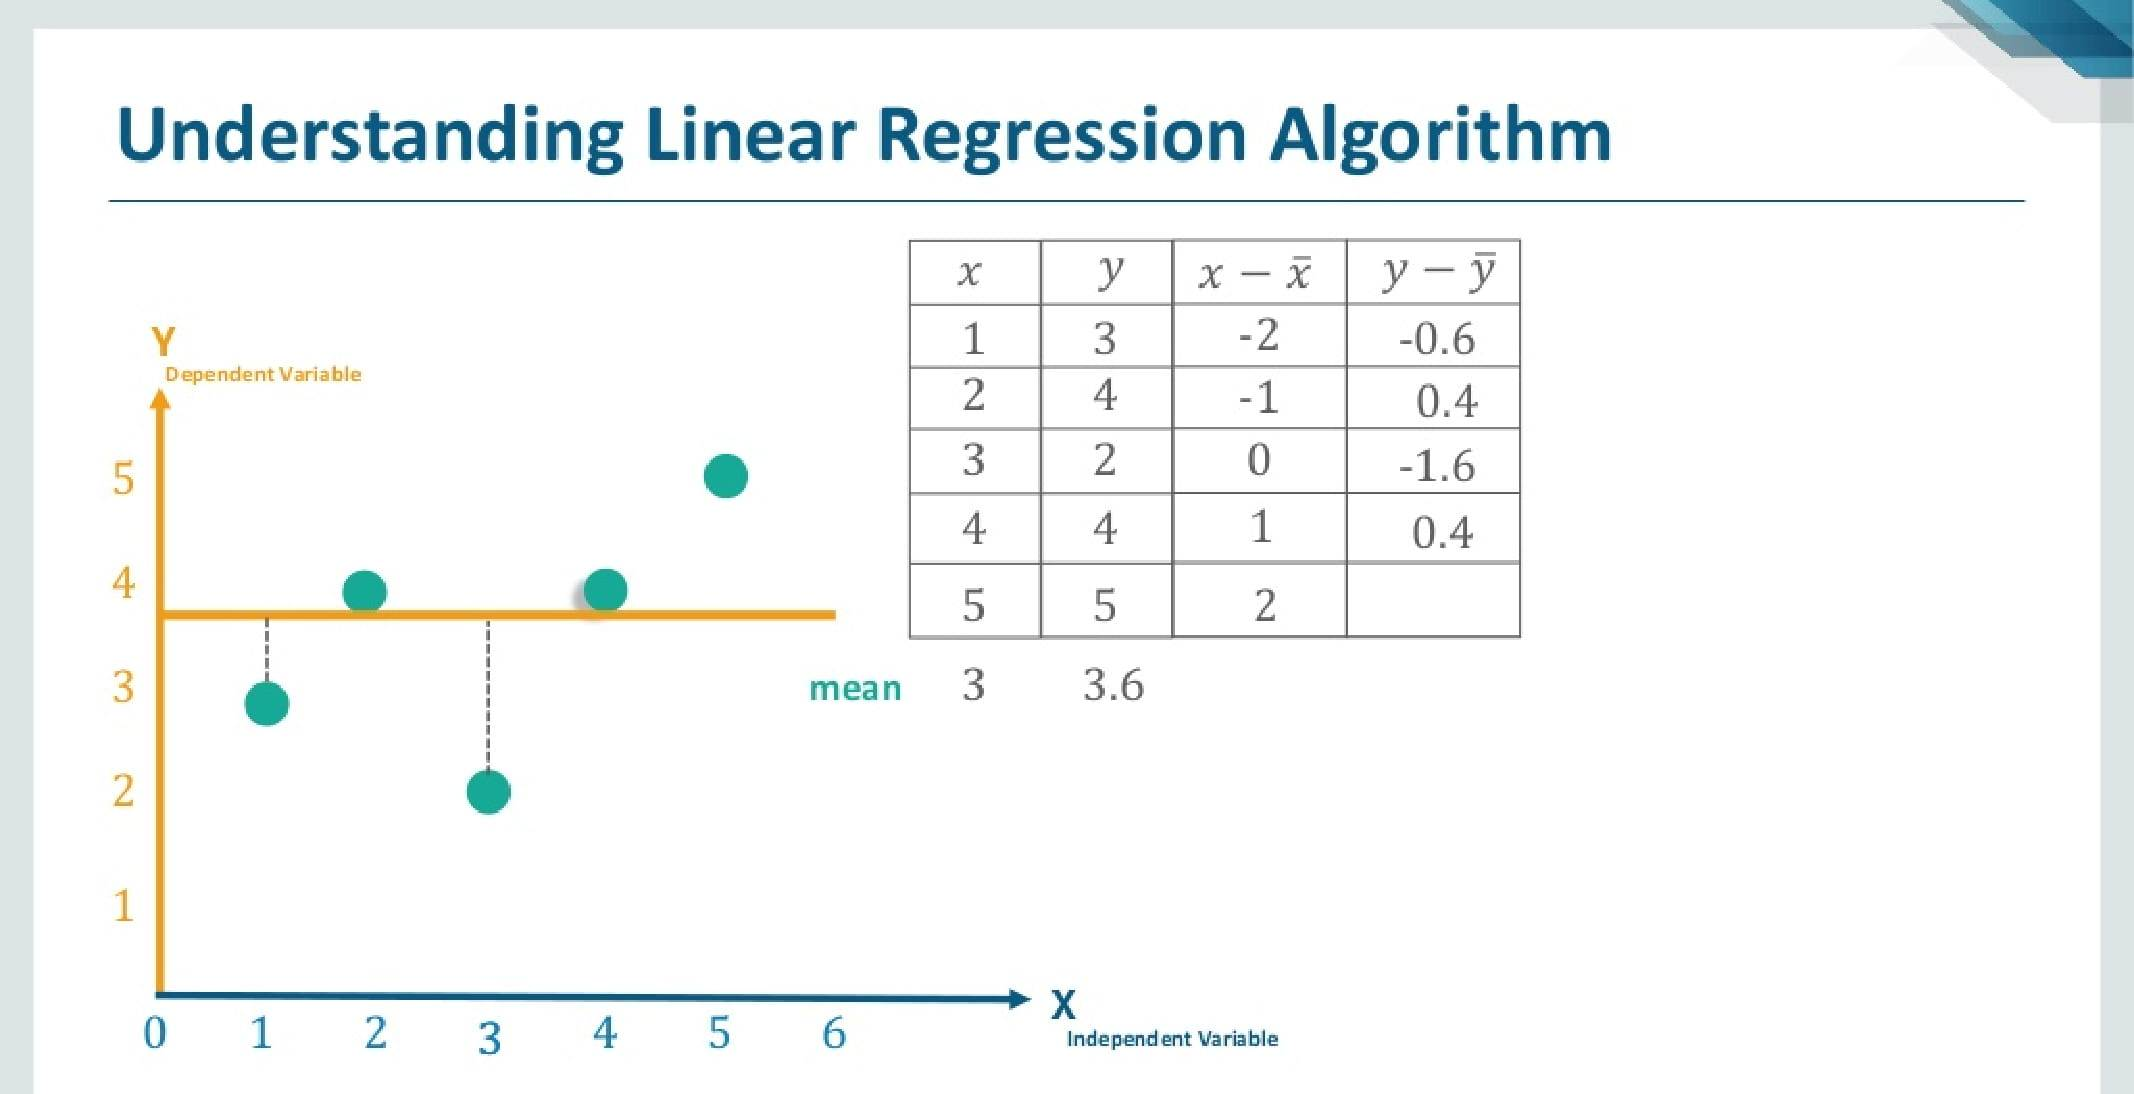 Understanding Linear Regression Algorithm
x y x − x̄ y − ȳ
1 3 -2 -0.6
2 4 -1 0.4
3 2 0 -1.6
4 4 1 0.4
5 5 2
mean 3 3.6
Y
Dependent Variable
5
4
3
2
1
0 1 2 3 4 5 6
X
Independent Variable